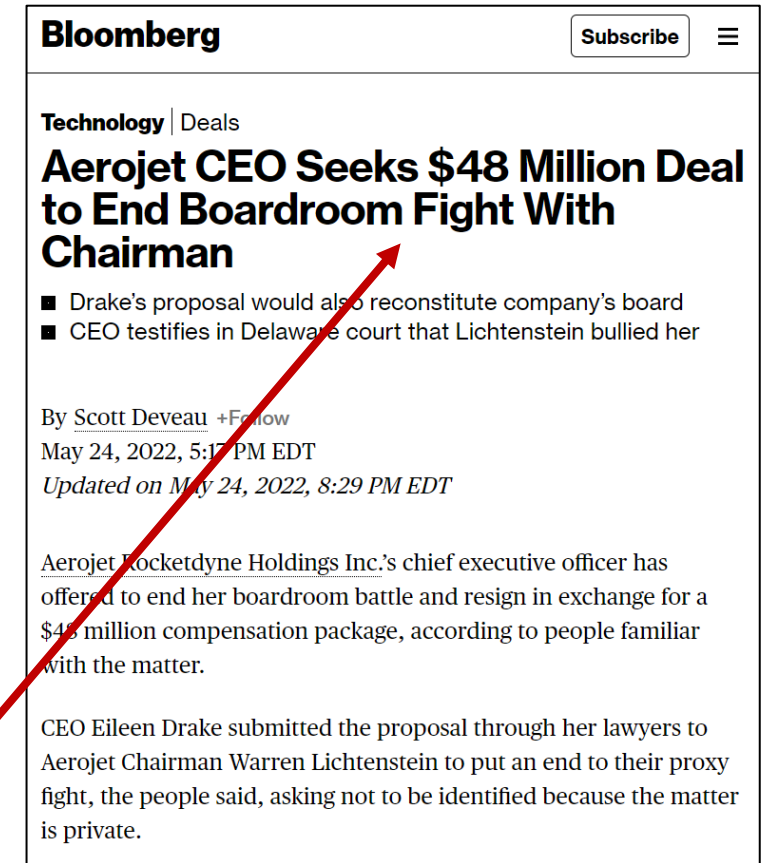 Bloomberg
Subscribe
Technology | Deals
Aerojet CEO Seeks $48 Million Deal
to End Boardroom Fight With
Chairman
■ Drake's proposal would also reconstitute company's board
■ CEO testifies in Delaware court that Lichtenstein bullied her
By Scott Deveau +Follow
May 24, 2022, 5:17 PM EDT
Updated on May 24, 2022, 8:29 PM EDT
Aerojet Rocketdyne Holdings Inc.'s chief executive officer has
offered to end her boardroom battle and resign in exchange for a
$48 million compensation package, according to people familiar
with the matter.
CEO Eileen Drake submitted the proposal through her lawyers to
Aerojet Chairman Warren Lichtenstein to put an end to their proxy
fight, the people said, asking not to be identified because the matter
is private.